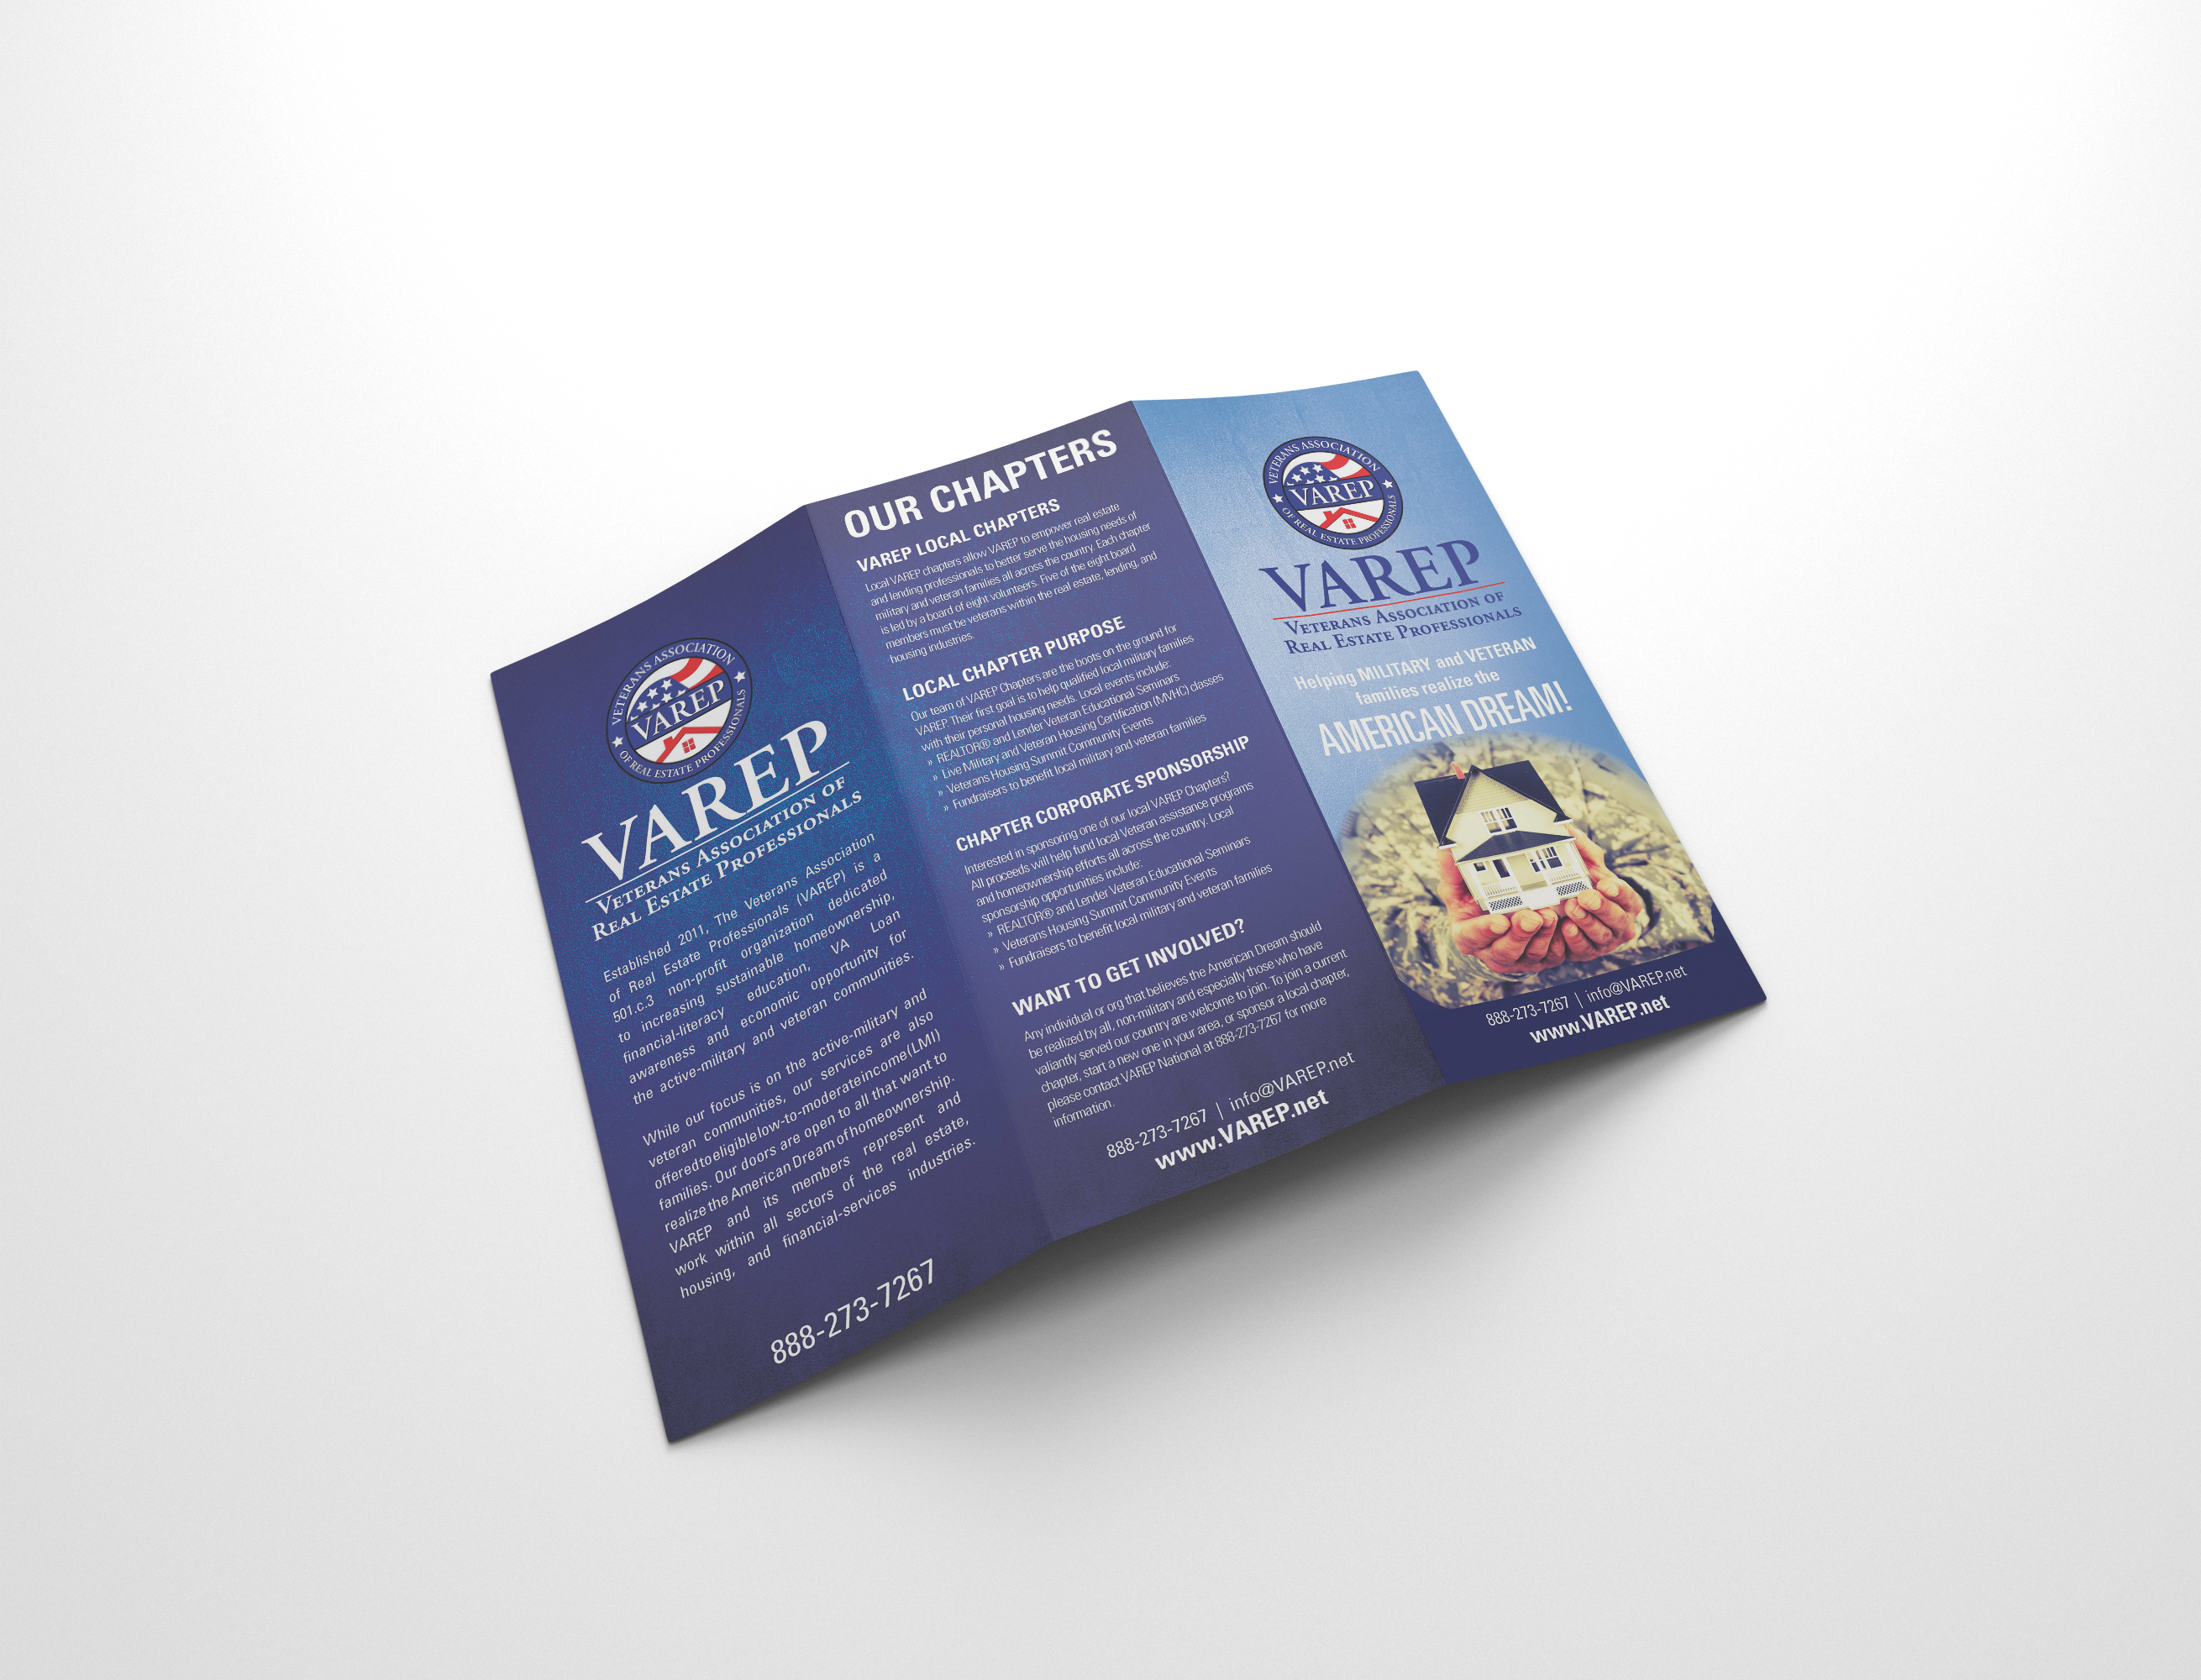 VETERANS ASSOCIATION
VAREP
OF REAL ESTATE PROFESSIONALS
VAREP
VETERANS ASSOCIATION OF
REAL ESTATE PROFESSIONALS
Established 2011, The Veterans Association
of Real Estate Professionals (VAREP) is a
501.c.3 non-profit organization dedicated
to increasing sustainable homeownership,
financial-literacy education, VA Loan
awareness and economic opportunity for
the active-military and veteran communities.
While our focus is on the active-military and
veteran communities, our services are also
offered to eligible low-to-moderate income (LMI)
families. Our doors are open to all that want to
realize the American Dream of homeownership.
VAREP and its members represent and
work within all sectors of the real estate,
housing, and financial-services industries.
888-273-7267
OUR CHAPTERS
VAREP LOCAL CHAPTERS
Local VAREP chapters allow VAREP to empower real estate
and lending professionals to better serve the housing needs of
military and veteran families all across the country. Each chapter
is led by a board of eight volunteers. Five of the eight board
members must be veterans within the real estate, lending, and
housing industries.
LOCAL CHAPTER PURPOSE
Our team of VAREP Chapters are the boots on the ground for
VAREP. Their first goal is to help qualified local military families
with their personal housing needs. Local events include:
» REALTOR® and Lender Veteran Educational Seminars
» Live Military and Veteran Housing Certification (MVHC) classes
» Veterans Housing Summit Community Events
» Fundraisers to benefit local military and veteran families
CHAPTER CORPORATE SPONSORSHIP
Interested in sponsoring one of our local VAREP Chapters?
All proceeds will help fund local Veteran assistance programs
and homeownership efforts all across the country. Local
sponsorship opportunities include:
» REALTOR® and Lender Veteran Educational Seminars
» Veterans Housing Summit Community Events
» Fundraisers to benefit local military and veteran families
WANT TO GET INVOLVED?
Any individual or org that believes the American Dream should
be realized by all, non-military and especially those who have
valiantly served our country are welcome to join. To join a current
chapter, start a new one in your area, or sponsor a local chapter,
please contact VAREP National at 888-273-7267 for more
information.
888-273-7267 | info@VAREP.net
www.VAREP.net
VETERANS ASSOCIATION
VAREP
OF REAL ESTATE PROFESSIONALS
VAREP
VETERANS ASSOCIATION OF
REAL ESTATE PROFESSIONALS
Helping MILITARY and VETERAN
families realize the
AMERICAN DREAM!
888-273-7267 | info@VAREP.net
www.VAREP.net